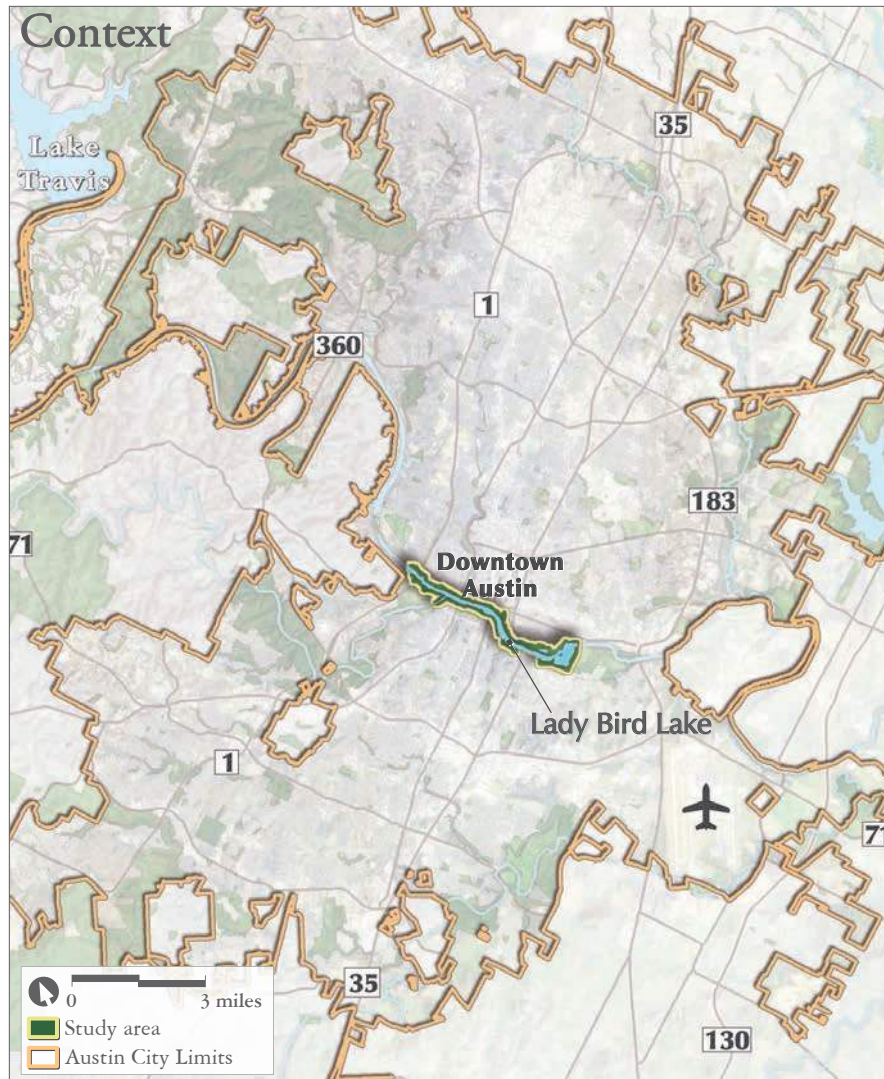 Context
35
Lake
Travis
1
360
183
71
Downtown
Austin
Lady Bird Lake
1
71
35
0
3 miles
Study area
Austin City Limits
130